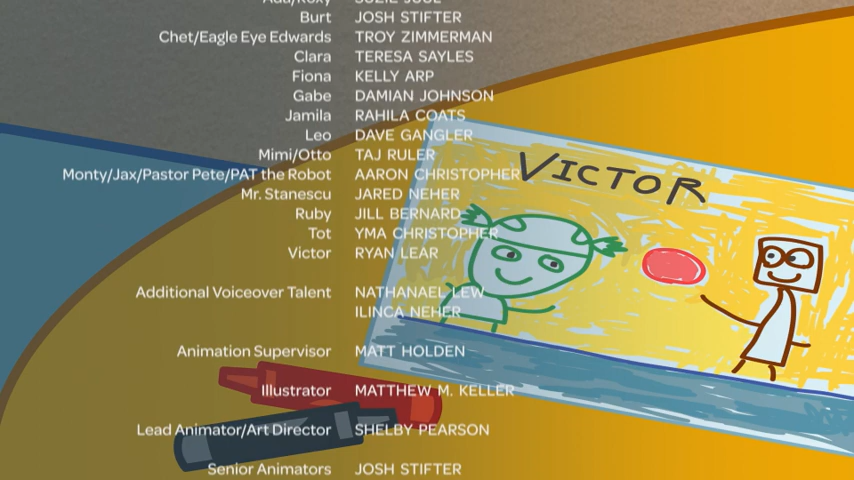 Burt JOSH STIFTER
Chet/Eagle Eye Edwards TROY ZIMMERMAN
Clara TERESA SAYLES
Fiona KELLY ARP
Gabe DAMIAN JOHNSON
Jamila RAHILA COATS
Leo DAVE GANGLER
Mimi/Otto TAJ RULER
Monty/Jax/Pastor Pete/PAT the Robot AARON CHRISTOPHER
Mr. Stanescu JARED NEHER
Ruby JILL BERNARD
Tot YMA CHRISTOPHER
Victor RYAN LEAR
Additional Voiceover Talent NATHANAEL LEW
ILINCA NEHER
Animation Supervisor MATT HOLDEN
Illustrator MATTHEW M. KELLER
Lead Animator/Art Director SHELBY PEARSON
Senior Animators JOSH STIFTER
VICTOR